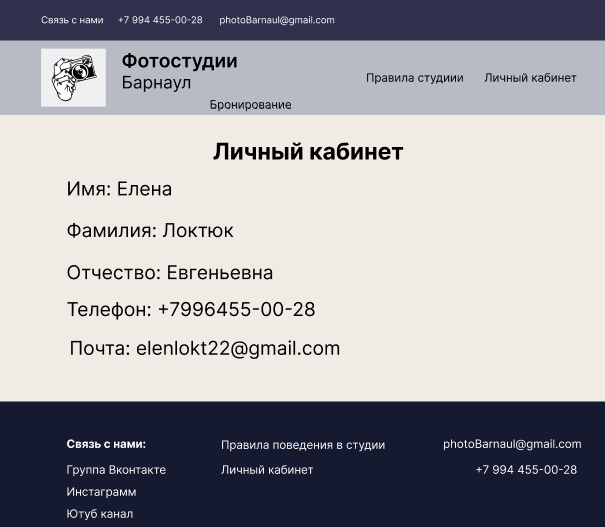 Связь с нами +7 994 455-00-28 photoBarnaul@gmail.com
Фотостудии
Барнаул
Бронирование
Правила студиии Личный кабинет
Личный кабинет
Имя: Елена
Фамилия: Локтюк
Отчество: Евгеньевна
Телефон: +7996455-00-28
Почта: elenlokt22@gmail.com
Связь с нами: Правила поведения в студии photoBarnaul@gmail.com
Группа Вконтакте Личный кабинет +7 994 455-00-28
Инстаграмм
Ютуб канал